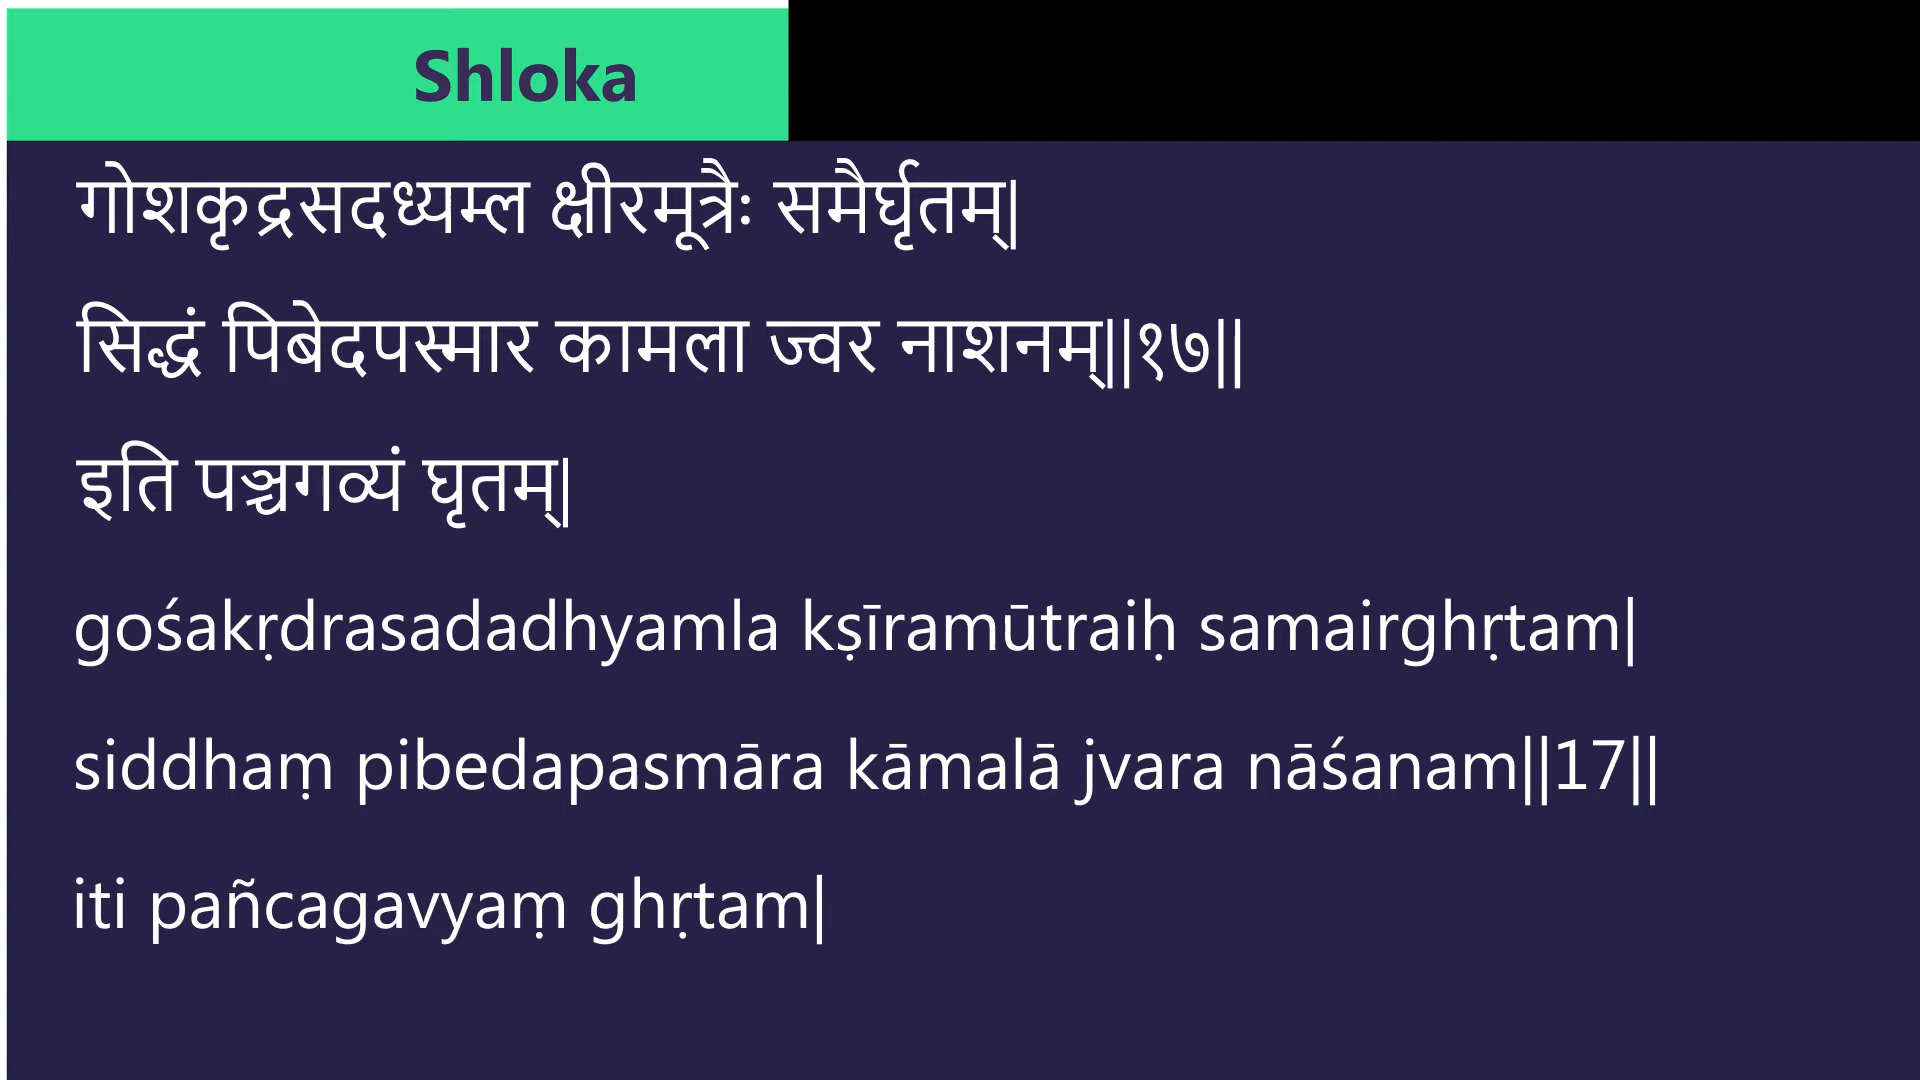 Shloka
गोशकृद्रसदध्यम्ल क्षीरमूत्रैः समैर्घृतम्|
सिद्धं पिबेदपस्मार कामला ज्वर नाशनम्||१७||
इति पञ्चगव्यं घृतम्|
gośakṛdrasadadhyamla kṣīramūtraiḥ samairghṛtam|
siddhaṃ pibedapasmāra kāmalā jvara nāśanam||17||
iti pañcagavyaṃ ghṛtam|